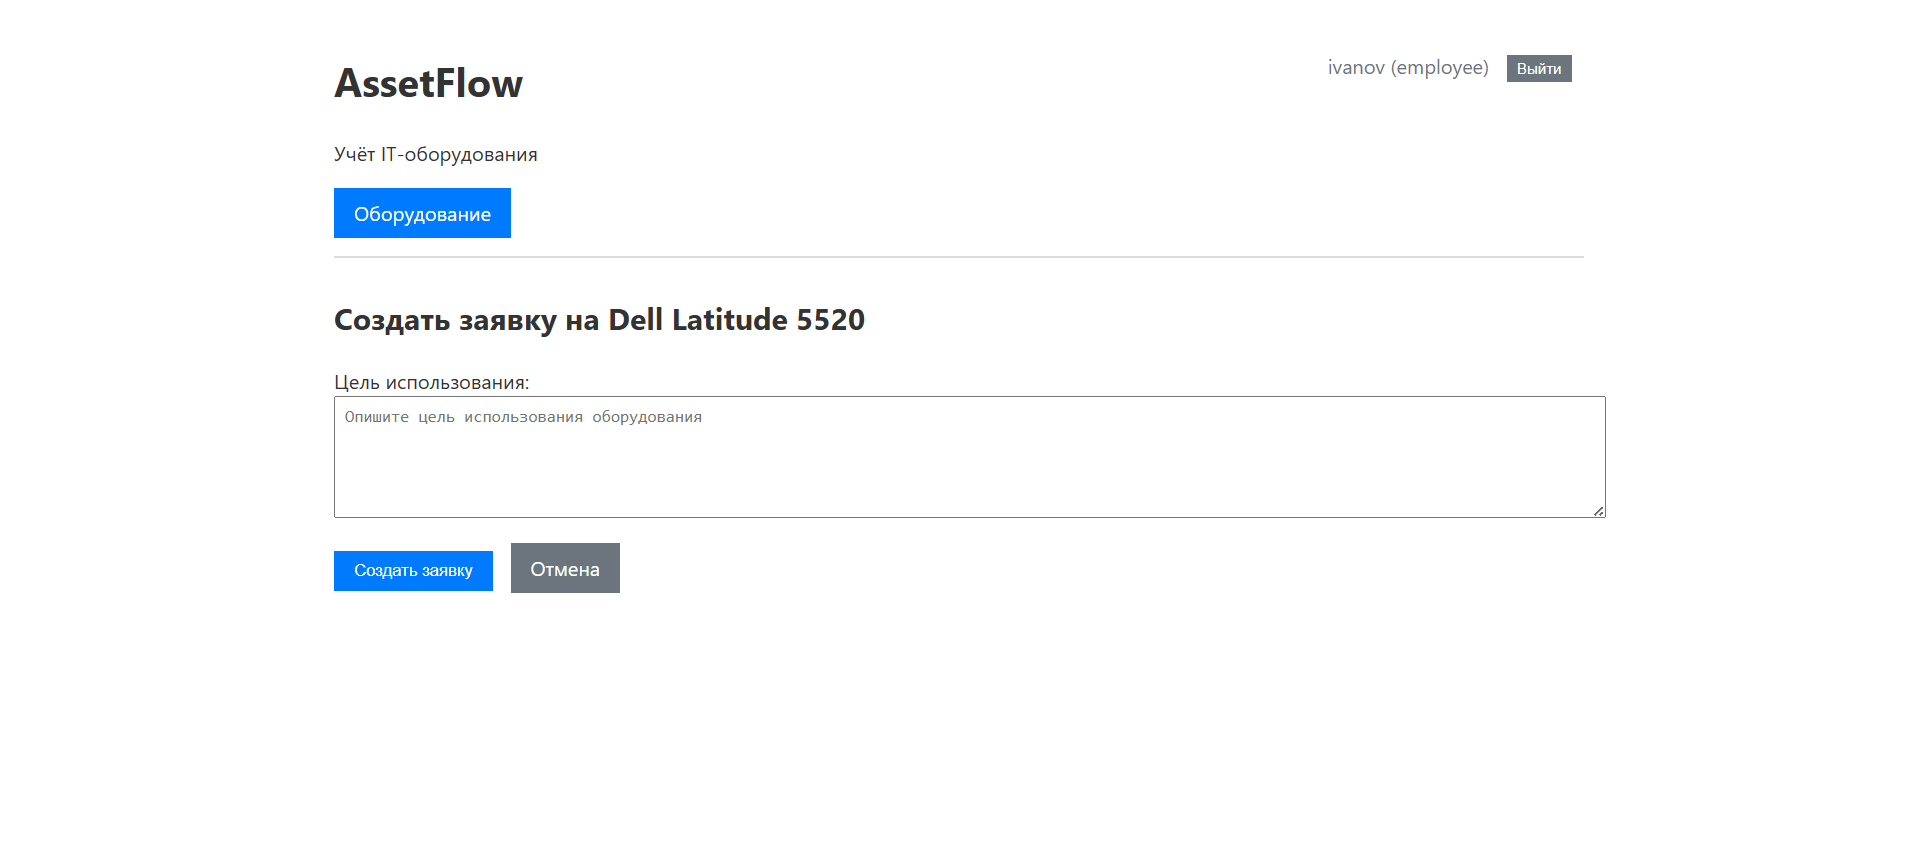 AssetFlow
ivanov (employee) Выйти
Учёт IT-оборудования
Оборудование
Создать заявку на Dell Latitude 5520
Цель использования:
Опишите цель использования оборудования
Создать заявку Отмена